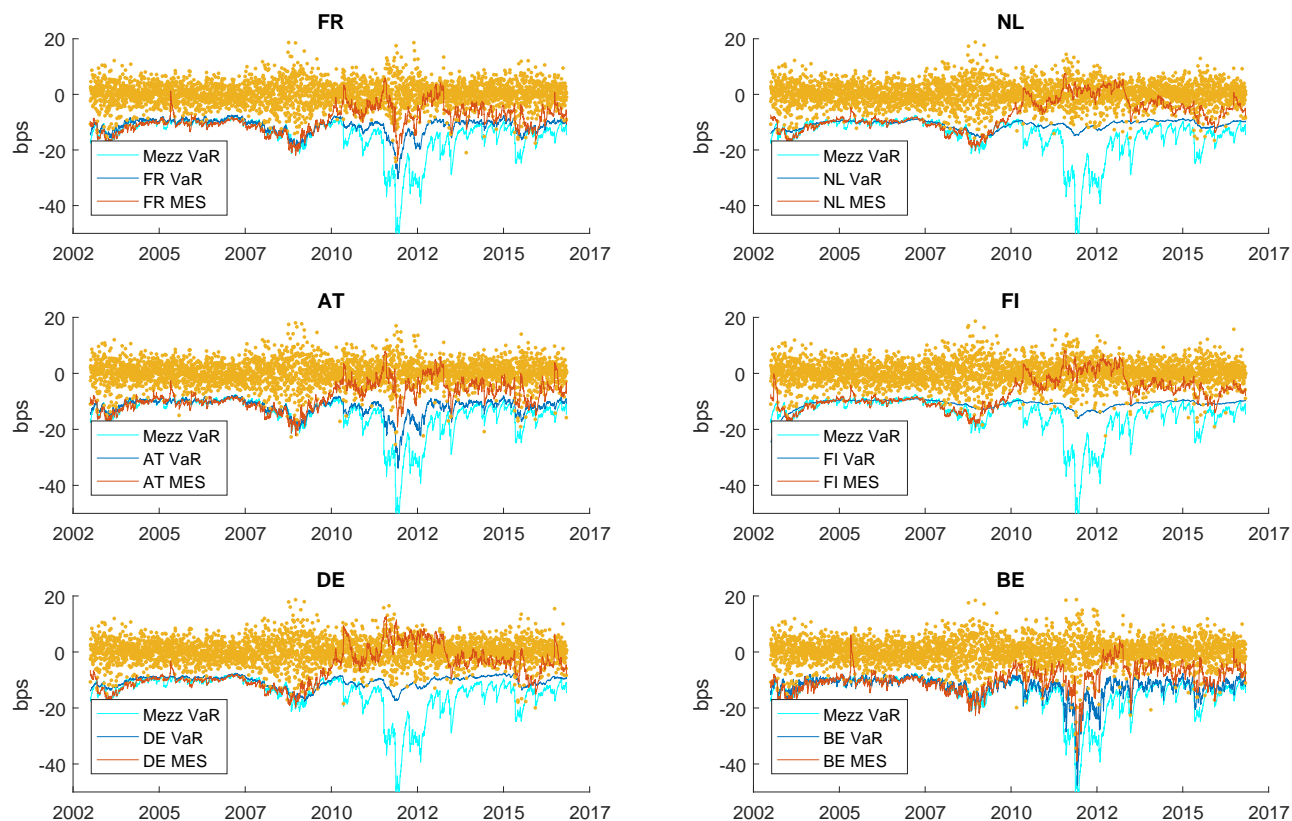 FR
20
0
-20
-40
bps
Mezz VaR
FR VaR
FR MES
2002 2005 2007 2010 2012 2015 2017
NL
20
0
-20
-40
bps
Mezz VaR
NL VaR
NL MES
2002 2005 2007 2010 2012 2015 2017
AT
20
0
-20
-40
bps
Mezz VaR
AT VaR
AT MES
2002 2005 2007 2010 2012 2015 2017
FI
20
0
-20
-40
bps
Mezz VaR
FI VaR
FI MES
2002 2005 2007 2010 2012 2015 2017
DE
20
0
-20
-40
bps
Mezz VaR
DE VaR
DE MES
2002 2005 2007 2010 2012 2015 2017
BE
20
0
-20
-40
bps
Mezz VaR
BE VaR
BE MES
2002 2005 2007 2010 2012 2015 2017